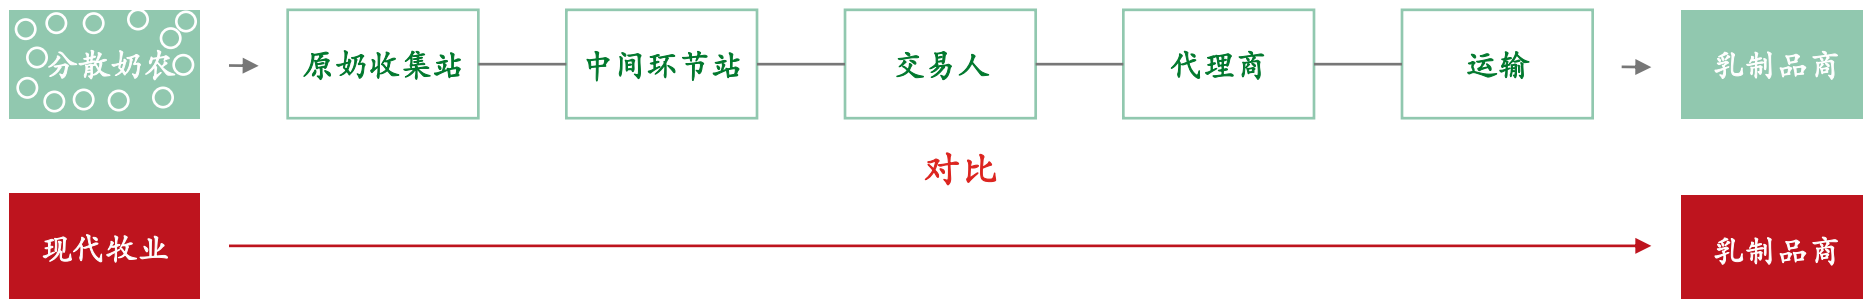 分散奶农 原奶收集站 中间环节站 交易人 代理商 运输 乳制品商
对比
现代牧业 乳制品商